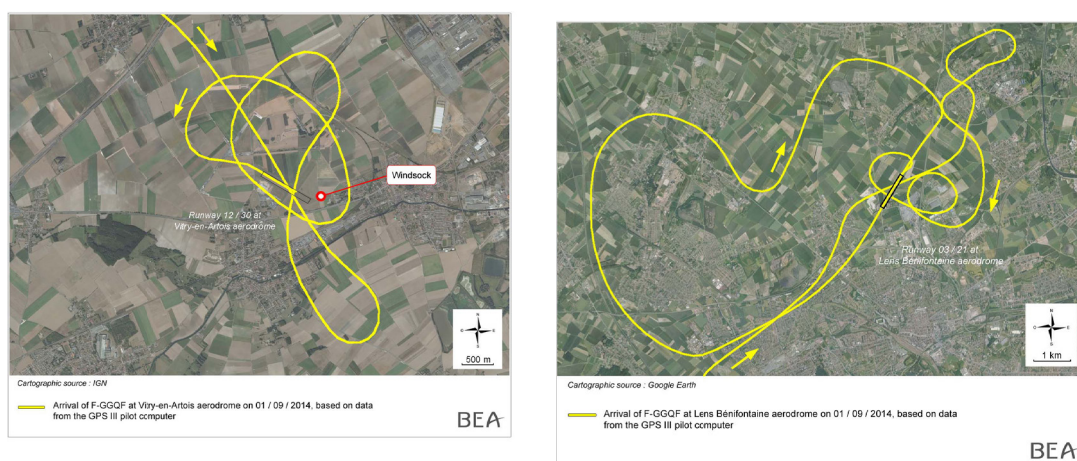 Windsock
Runway 12 / 30 at
Vitry-en-Artois aerodrome
N
O
E
S
500 m
Cartographic source : IGN
Arrival of F-GGQF at Vitry-en-Artois aerodrome on 01 / 09 / 2014, based on data
from the GPS III pilot computer
BEA
Runway 03 / 21 at
Lens Bénifontaine aerodrome
N
O
E
S
1 km
Cartographic source : Google Earth
Arrival of F-GGQF at Lens Bénifontaine aerodrome on 01 / 09 / 2014, based on data
from the GPS III pilot computer
BEA